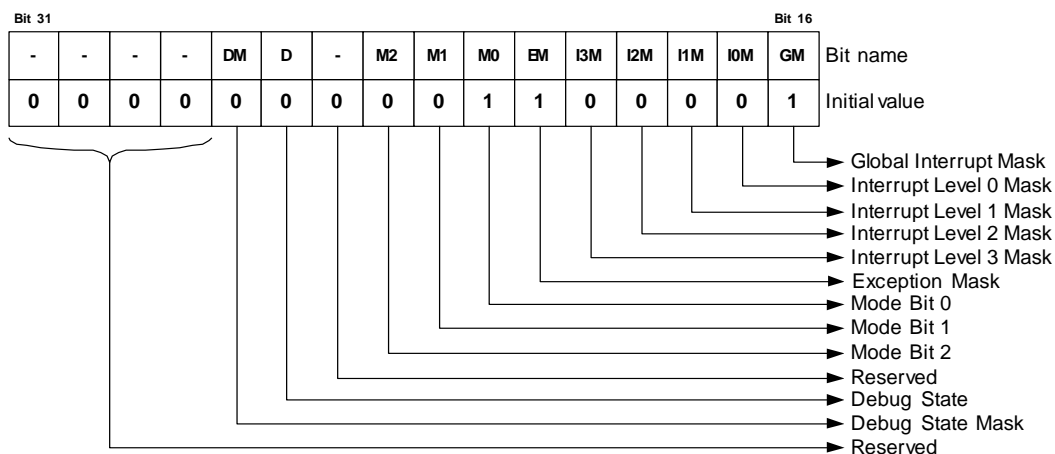 Bit 31 Bit 16
- - - - DM D - M2 M1 M0 EM I3M I2M I1M I0M GM Bit name
0 0 0 0 0 0 0 0 0 1 1 0 0 0 0 1 Initial value
Global Interrupt Mask
Interrupt Level 0 Mask
Interrupt Level 1 Mask
Interrupt Level 2 Mask
Interrupt Level 3 Mask
Exception Mask
Mode Bit 0
Mode Bit 1
Mode Bit 2
Reserved
Debug State
Debug State Mask
Reserved